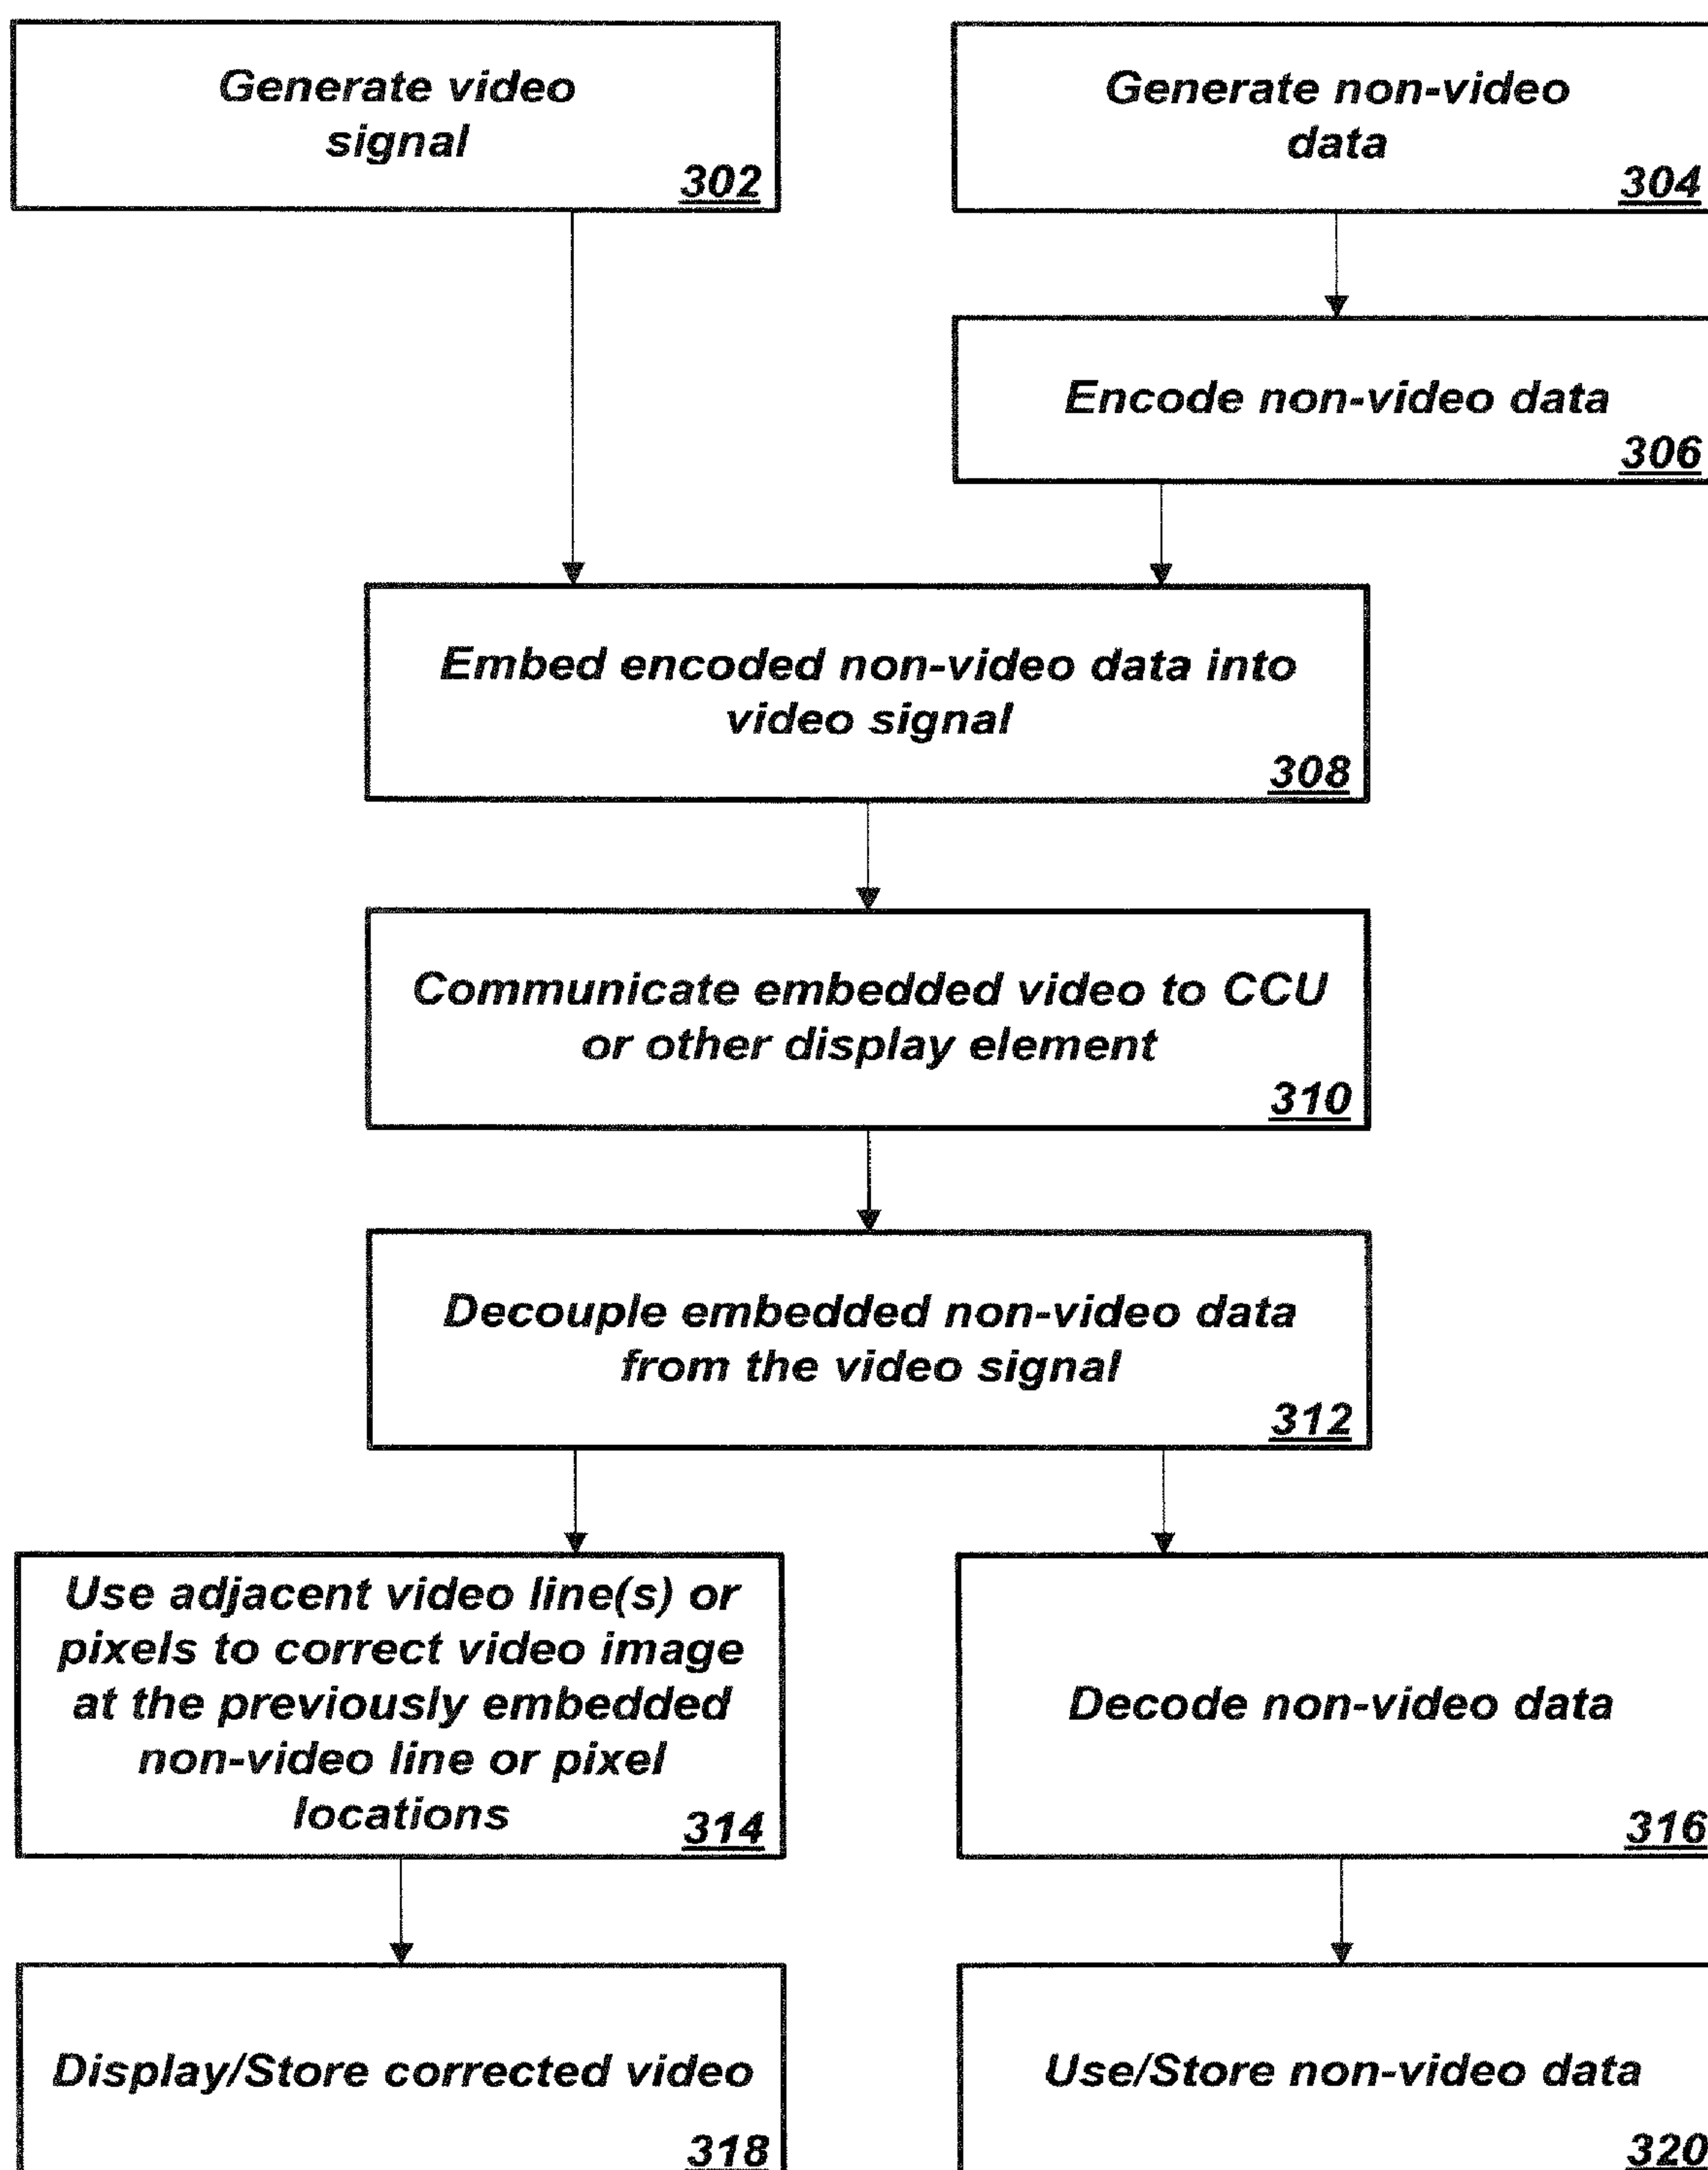 Generate video
signal
302
Generate non-video
data
304
Encode non-video data
306
Embed encoded non-video data into
video signal
308
Communicate embedded video to CCU
or other display element
310
Decouple embedded non-video data
from the video signal
312
Use adjacent video line(s) or
pixels to correct video image
at the previously embedded
non-video line or pixel
locations
314
Decode non-video data
316
Display/Store corrected video
318
Use/Store non-video data
320